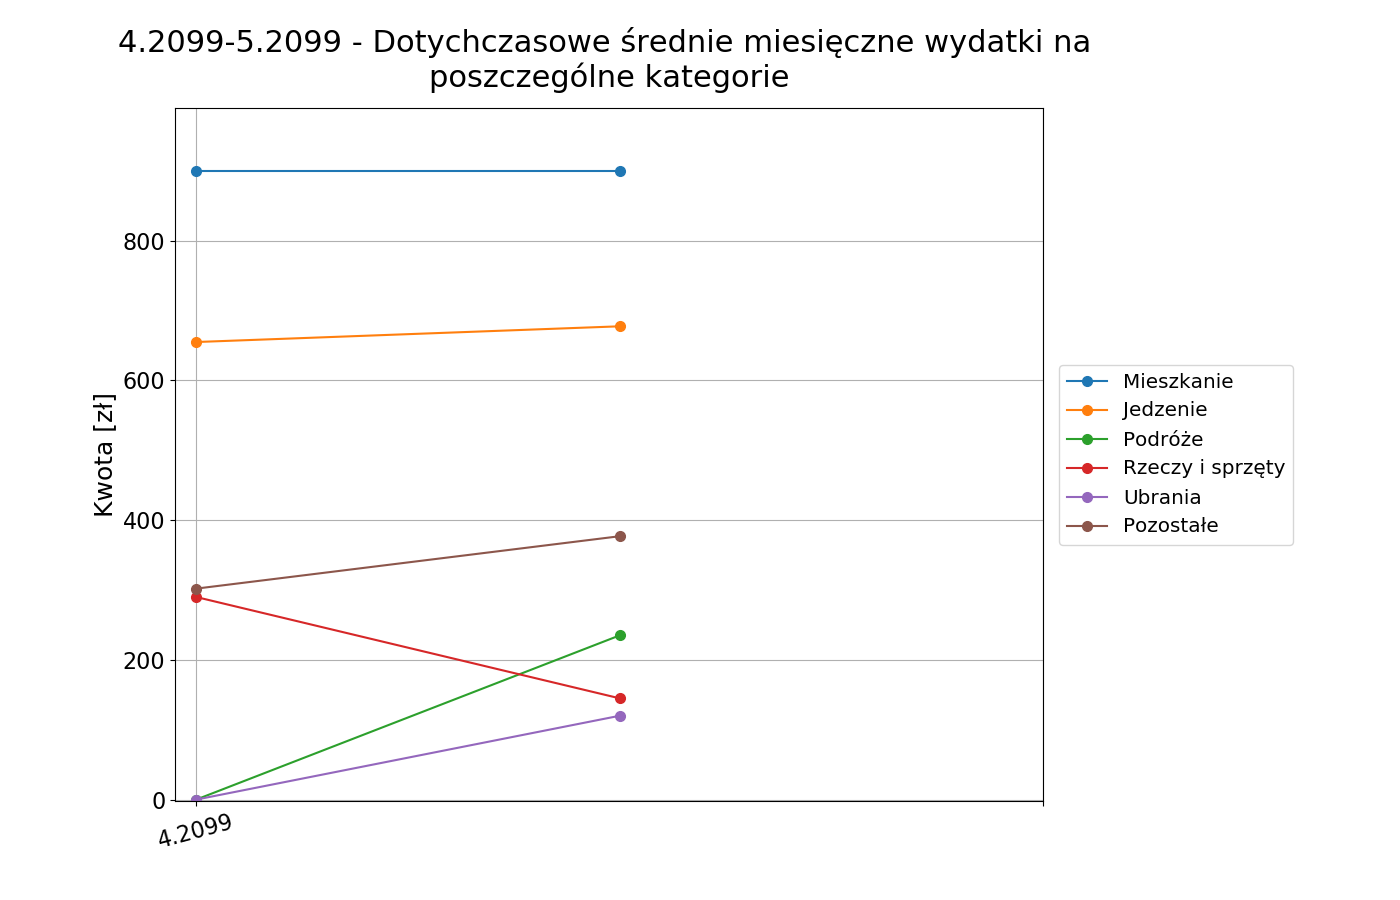 4.2099-5.2099 - Dotychczasowe średnie miesięczne wydatki na
poszczególne kategorie
Kwota [zł]
800
600
400
200
0
4.2099
Mieszkanie
Jedzenie
Podróże
Rzeczy i sprzęty
Ubrania
Pozostałe